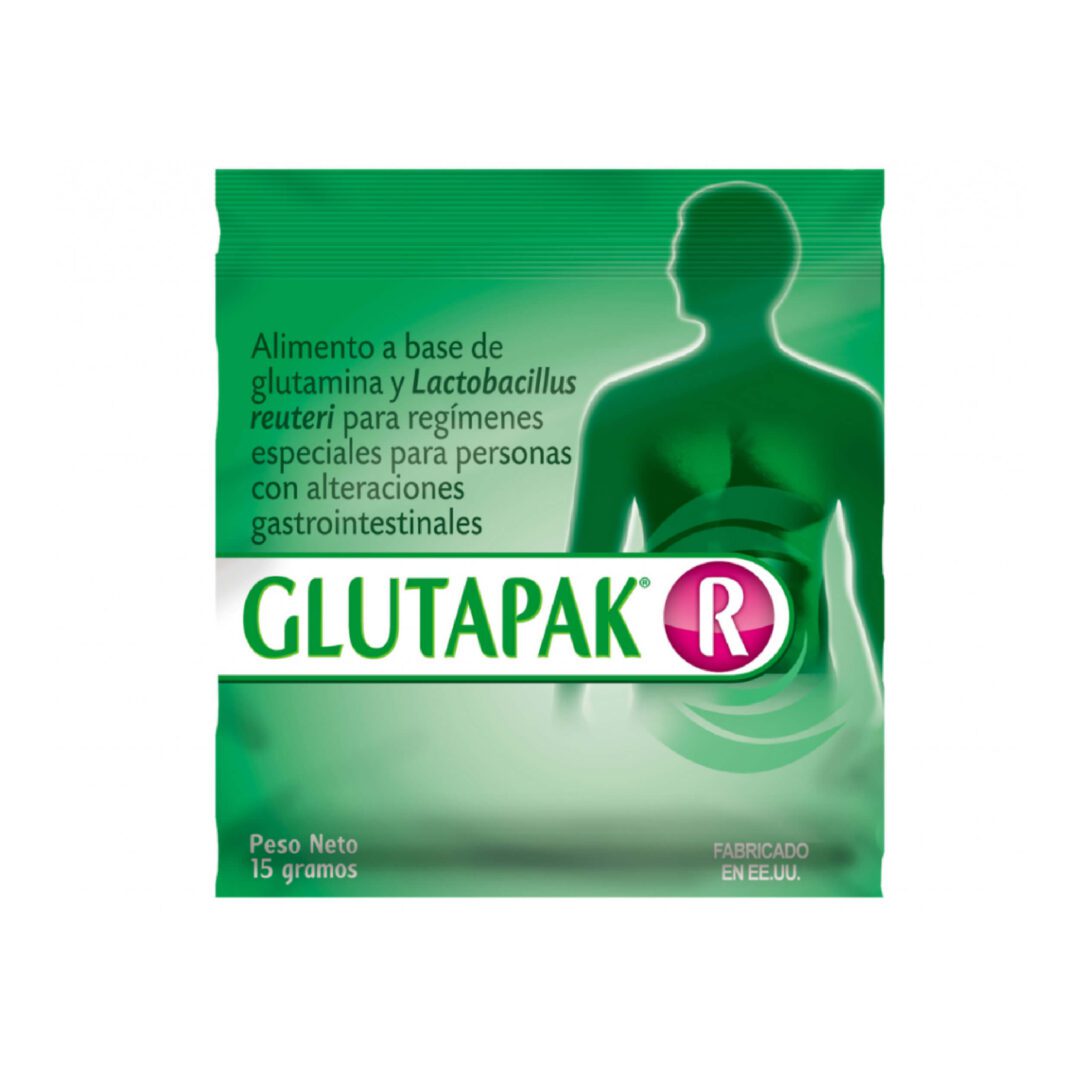 Alimento a base de
glutamina y Lactobacillus
reuteri para regímenes
especiales para personas
con alteraciones
gastrointestinales
GLUTAPAK® R
Peso Neto
15 gramos
FABRICADO
EN EE.UU.